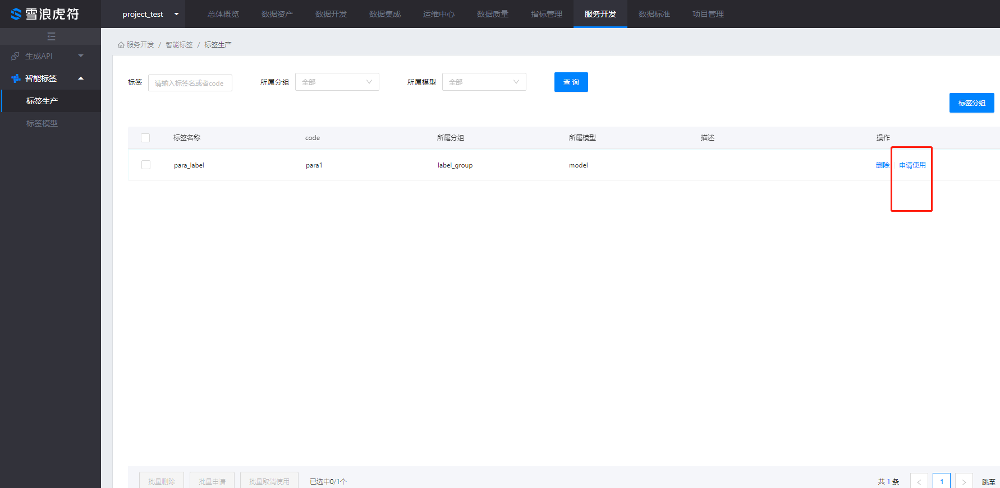 雪浪虎符
project_test
总体概览
数据资产
数据开发
数据集成
运维中心
数据质量
指标管理
服务开发
数据标准
项目管理
生成API
智能标签
标签生产
标签模型
服务开发 / 智能标签 / 标签生产
标签 请输入标签名或者code 所属分组 全部 所属模型 全部 查 询
标签分组
标签名称 code 所属分组 所属模型 描述 操作
para_label para1 label_group model 删除 申请使用
批量删除 批量申请 批量取消使用 已选中0/1个 共 1 条 < 1 > 跳至